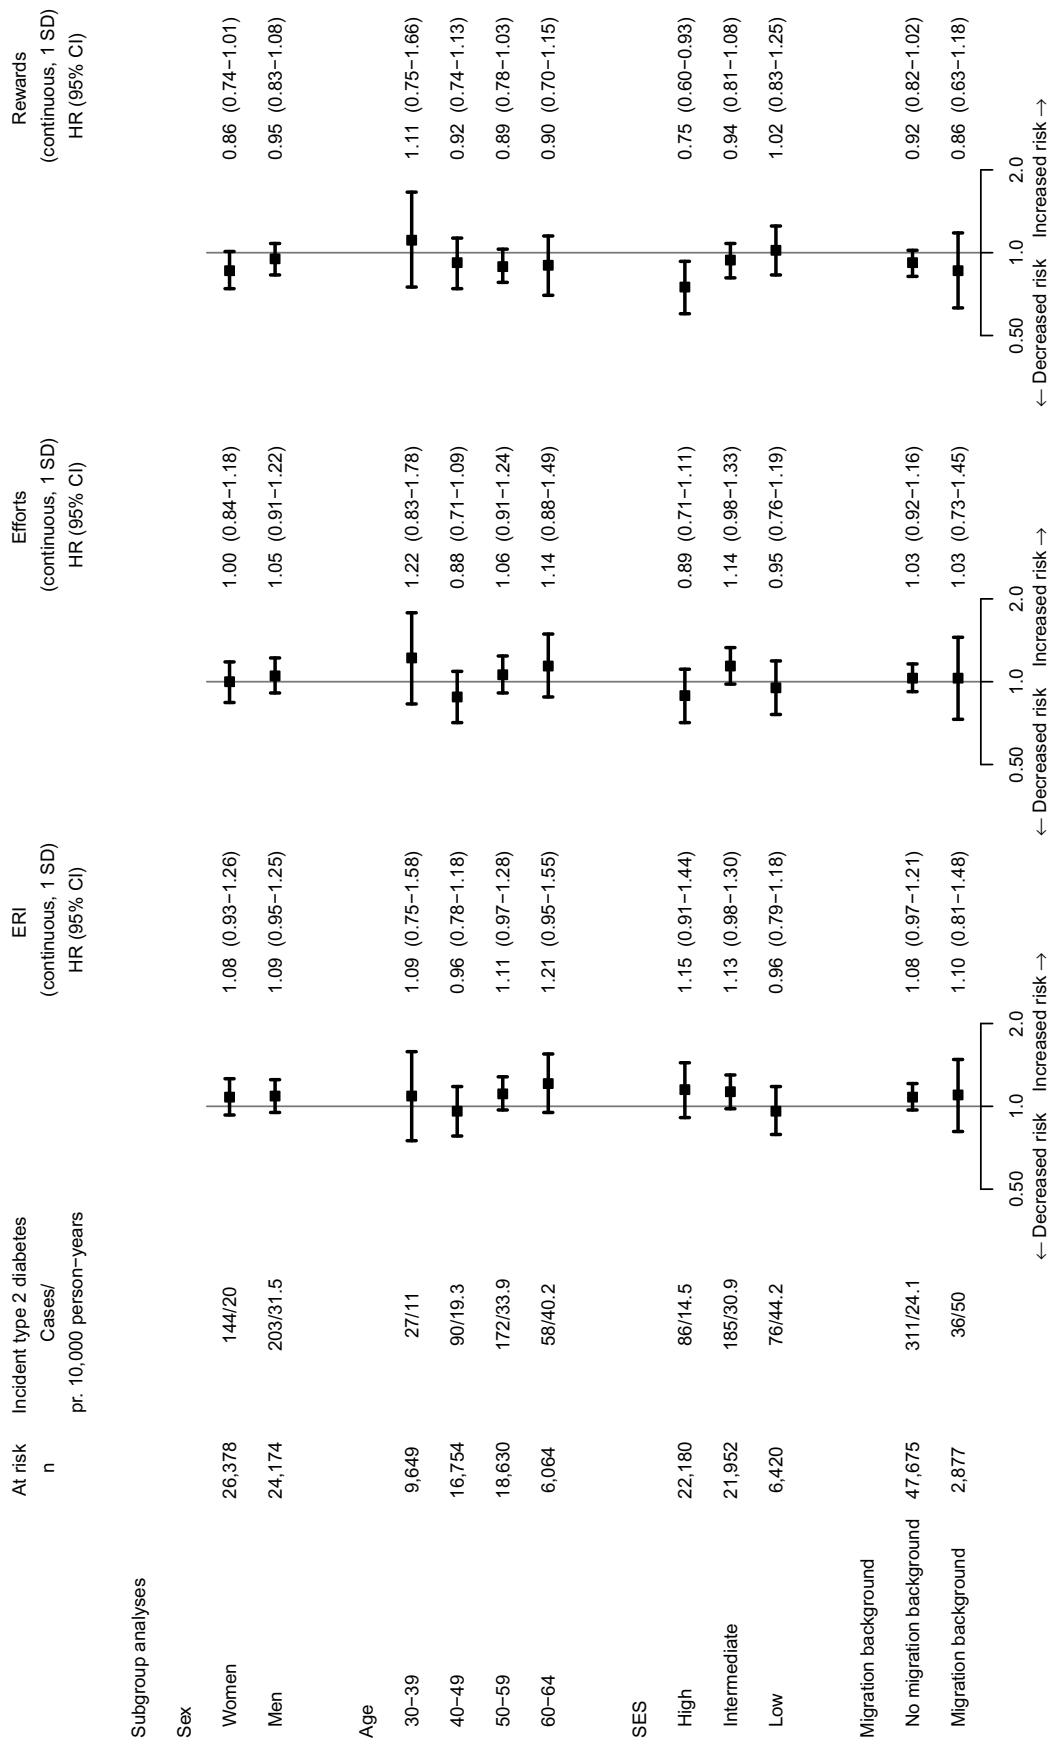 At risk Incident type 2 diabetes ERI Efforts Rewards
n Cases/ (continuous, 1 SD) (continuous, 1 SD) (continuous, 1 SD)
pr. 10,000 person−years HR (95% CI) HR (95% CI) HR (95% CI)
Subgroup analyses
Sex
Women 26,378 144/20 1.08 (0.93−1.26) 1.00 (0.84−1.18) 0.86 (0.74−1.01)
Men 24,174 203/31.5 1.09 (0.95−1.25) 1.05 (0.91−1.22) 0.95 (0.83−1.08)
Age
30−39 9,649 27/11 1.09 (0.75−1.58) 1.22 (0.83−1.78) 1.11 (0.75−1.66)
40−49 16,754 90/19.3 0.96 (0.78−1.18) 0.88 (0.71−1.09) 0.92 (0.74−1.13)
50−59 18,630 172/33.9 1.11 (0.97−1.28) 1.06 (0.91−1.24) 0.89 (0.78−1.03)
60−64 6,064 58/40.2 1.21 (0.95−1.55) 1.14 (0.88−1.49) 0.90 (0.70−1.15)
SES
High 22,180 86/14.5 1.15 (0.91−1.44) 0.89 (0.71−1.11) 0.75 (0.60−0.93)
Intermediate 21,952 185/30.9 1.13 (0.98−1.30) 1.14 (0.98−1.33) 0.94 (0.81−1.08)
Low 6,420 76/44.2 0.96 (0.79−1.18) 0.95 (0.76−1.19) 1.02 (0.83−1.25)
Migration background
No migration background 47,675 311/24.1 1.08 (0.97−1.21) 1.03 (0.92−1.16) 0.92 (0.82−1.02)
Migration background 2,877 36/50 1.10 (0.81−1.48) 1.03 (0.73−1.45) 0.86 (0.63−1.18)
0.50 1.0 2.0 0.50 1.0 2.0 0.50 1.0 2.0
← Decreased risk Increased risk → ← Decreased risk Increased risk → ← Decreased risk Increased risk →